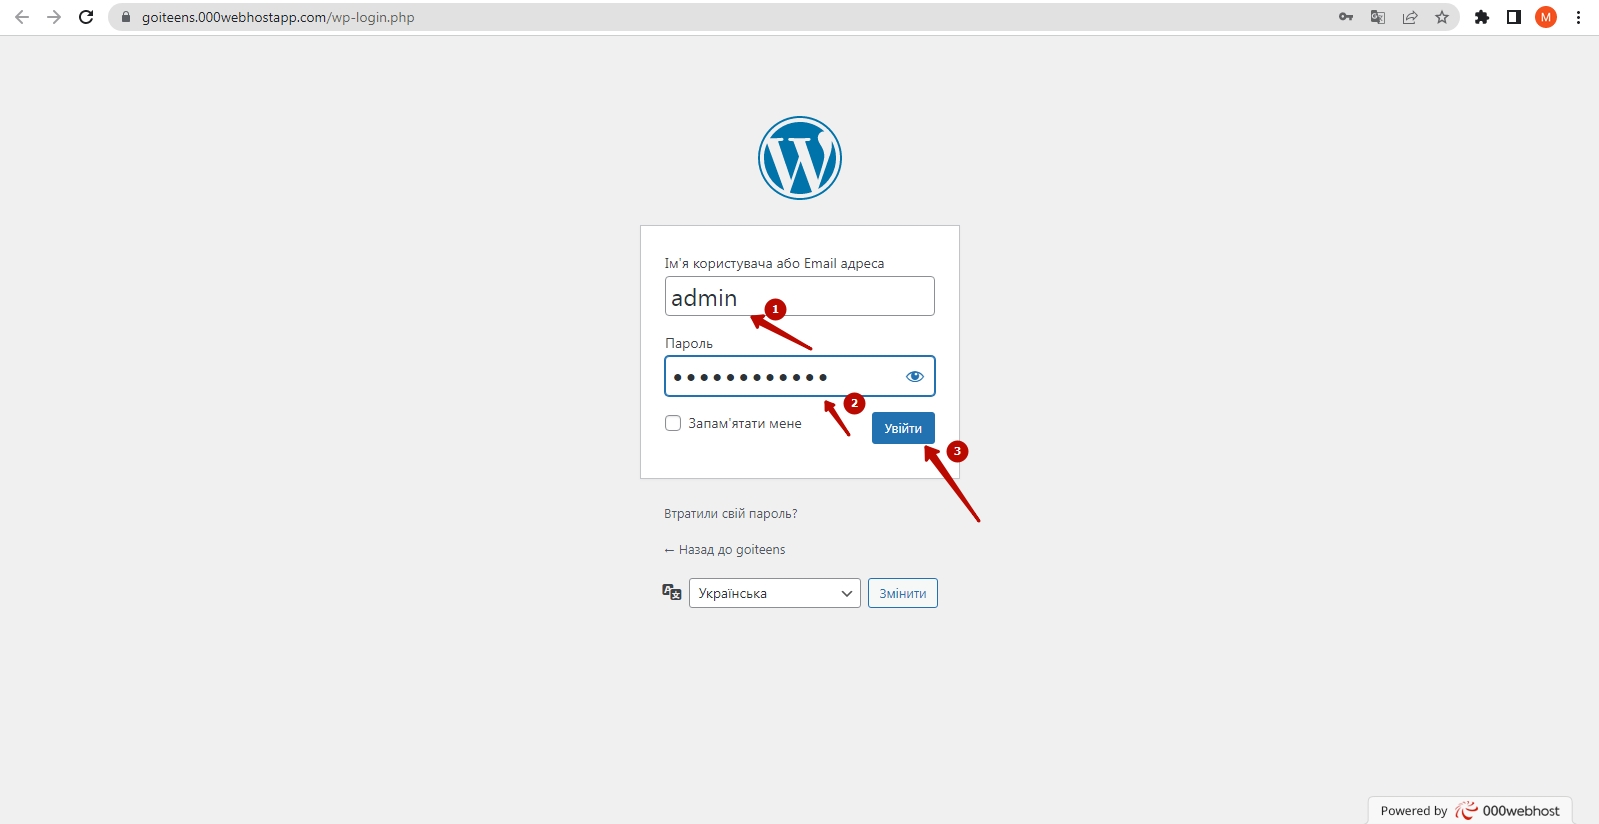 goiteens.000webhostapp.com/wp-login.php
M
Ім'я користувача або Email адреса
admin
1
Пароль
2
Запам'ятати мене
Увійти
3
Втратили свій пароль?
← Назад до goiteens
Українська
Змінити
Powered by 000webhost